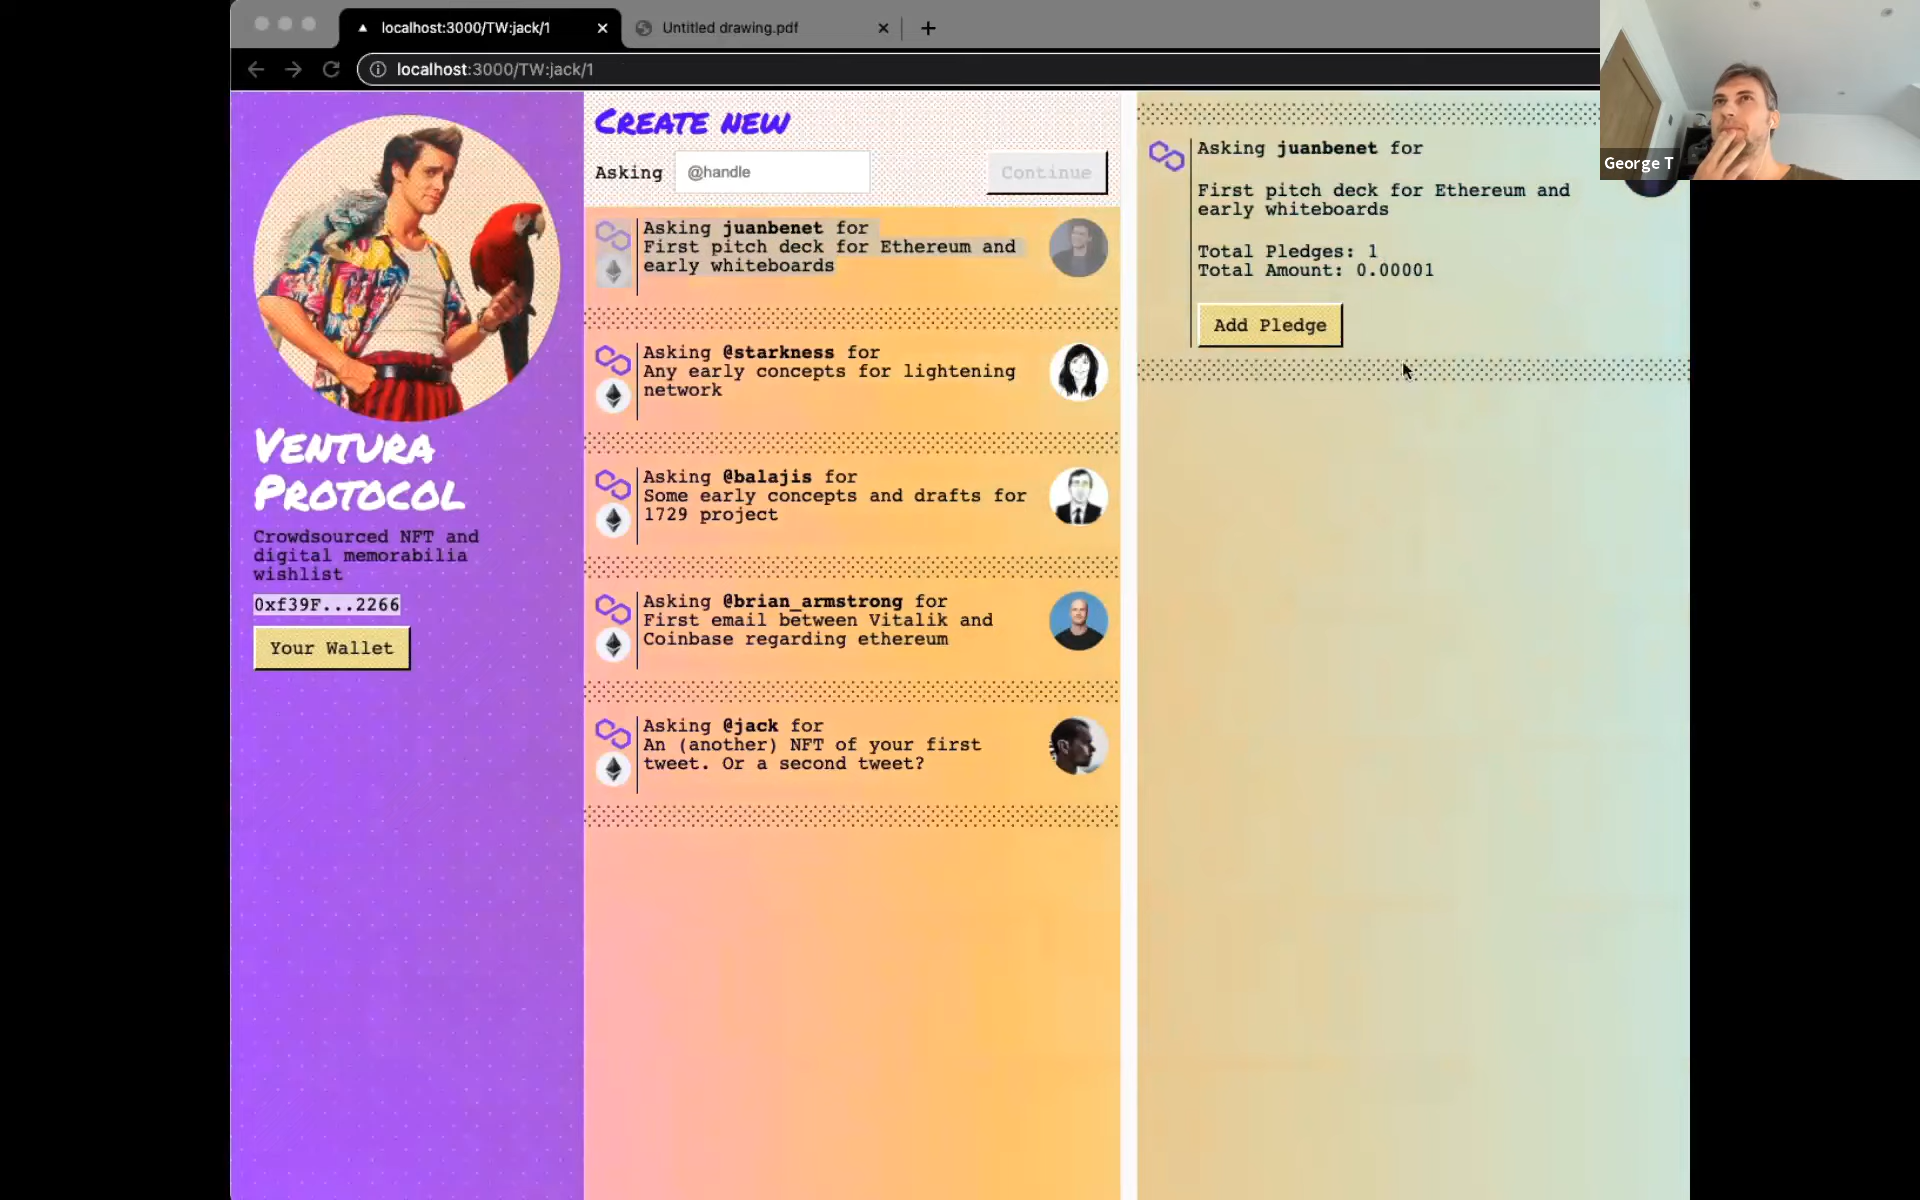 localhost:3000/TW:jack/1
Untitled drawing.pdf
localhost:3000/TW:jack/1
Ventura
Protocol
Crowdsourced NFT and
digital memorabilia
wishlist
0xf39F...2266
Your Wallet
Create new
Asking
@handle
Continue
Asking juanbenet for
First pitch deck for Ethereum and
early whiteboards
Asking @starkness for
Any early concepts for lightening
network
Asking @balajis for
Some early concepts and drafts for
1729 project
Asking @brian_armstrong for
First email between Vitalik and
Coinbase regarding ethereum
Asking @jack for
An (another) NFT of your first
tweet. Or a second tweet?
Asking juanbenet for
First pitch deck for Ethereum and
early whiteboards
Total Pledges: 1
Total Amount: 0.00001
Add Pledge
George T